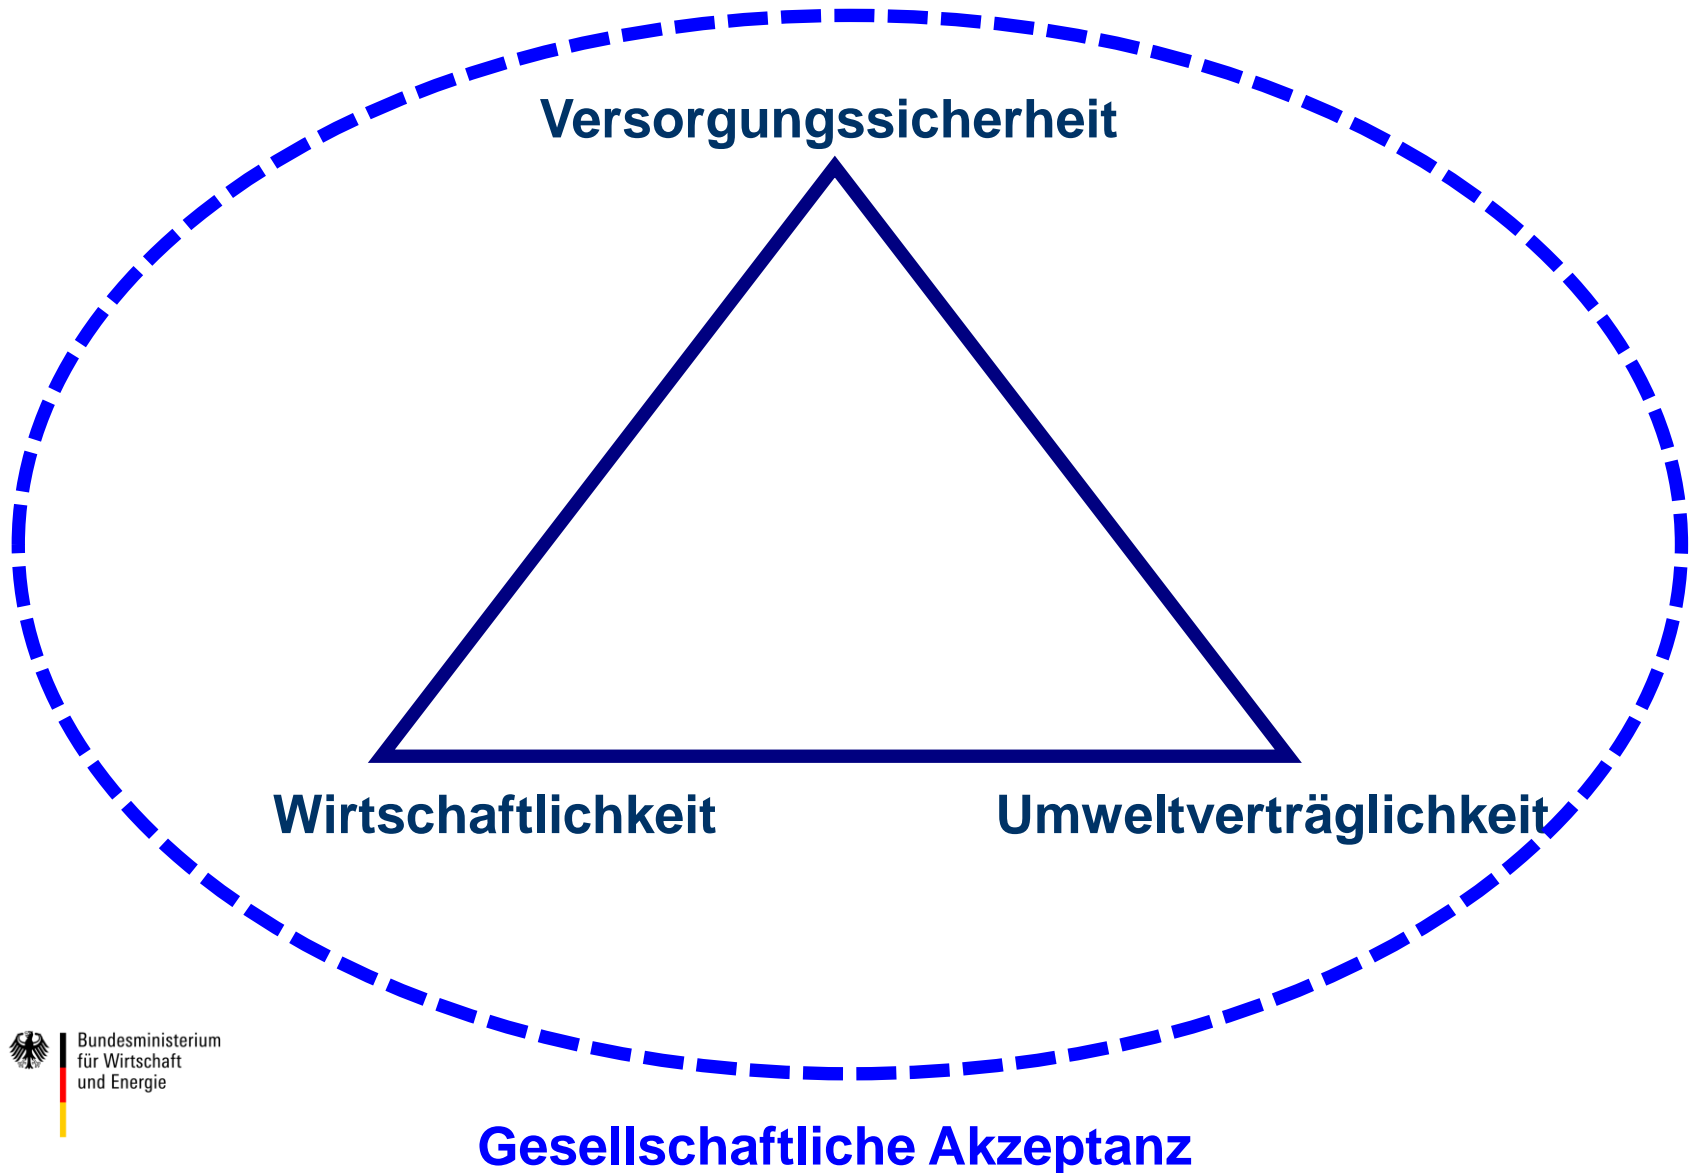 Versorgungssicherheit
Wirtschaftlichkeit
Umweltverträglichkeit
Bundesministerium
für Wirtschaft
und Energie
Gesellschaftliche Akzeptanz